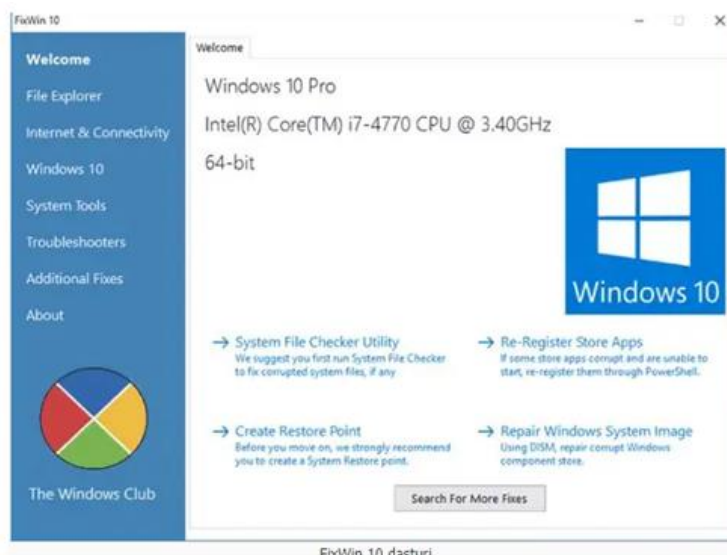 FixWin 10
Welcome
File Explorer
Internet & Connectivity
Windows 10
System Tools
Troubleshooters
Additional Fixes
About
The Windows Club
Welcome
Windows 10 Pro
Intel(R) Core(TM) i7-4770 CPU @ 3.40GHz
64-bit
Windows 10
→ System File Checker Utility
We suggest you first run System File Checker
to fix corrupted system files, if any
→ Re-Register Store Apps
If some store apps corrupt and are unable to
start, re-register them through PowerShell.
→ Create Restore Point
Before you move on, we strongly recommend
you to create a System Restore point.
→ Repair Windows System Image
Using DISM, repair corrupt Windows
component store.
Search For More Fixes
FixWin 10 dasturi